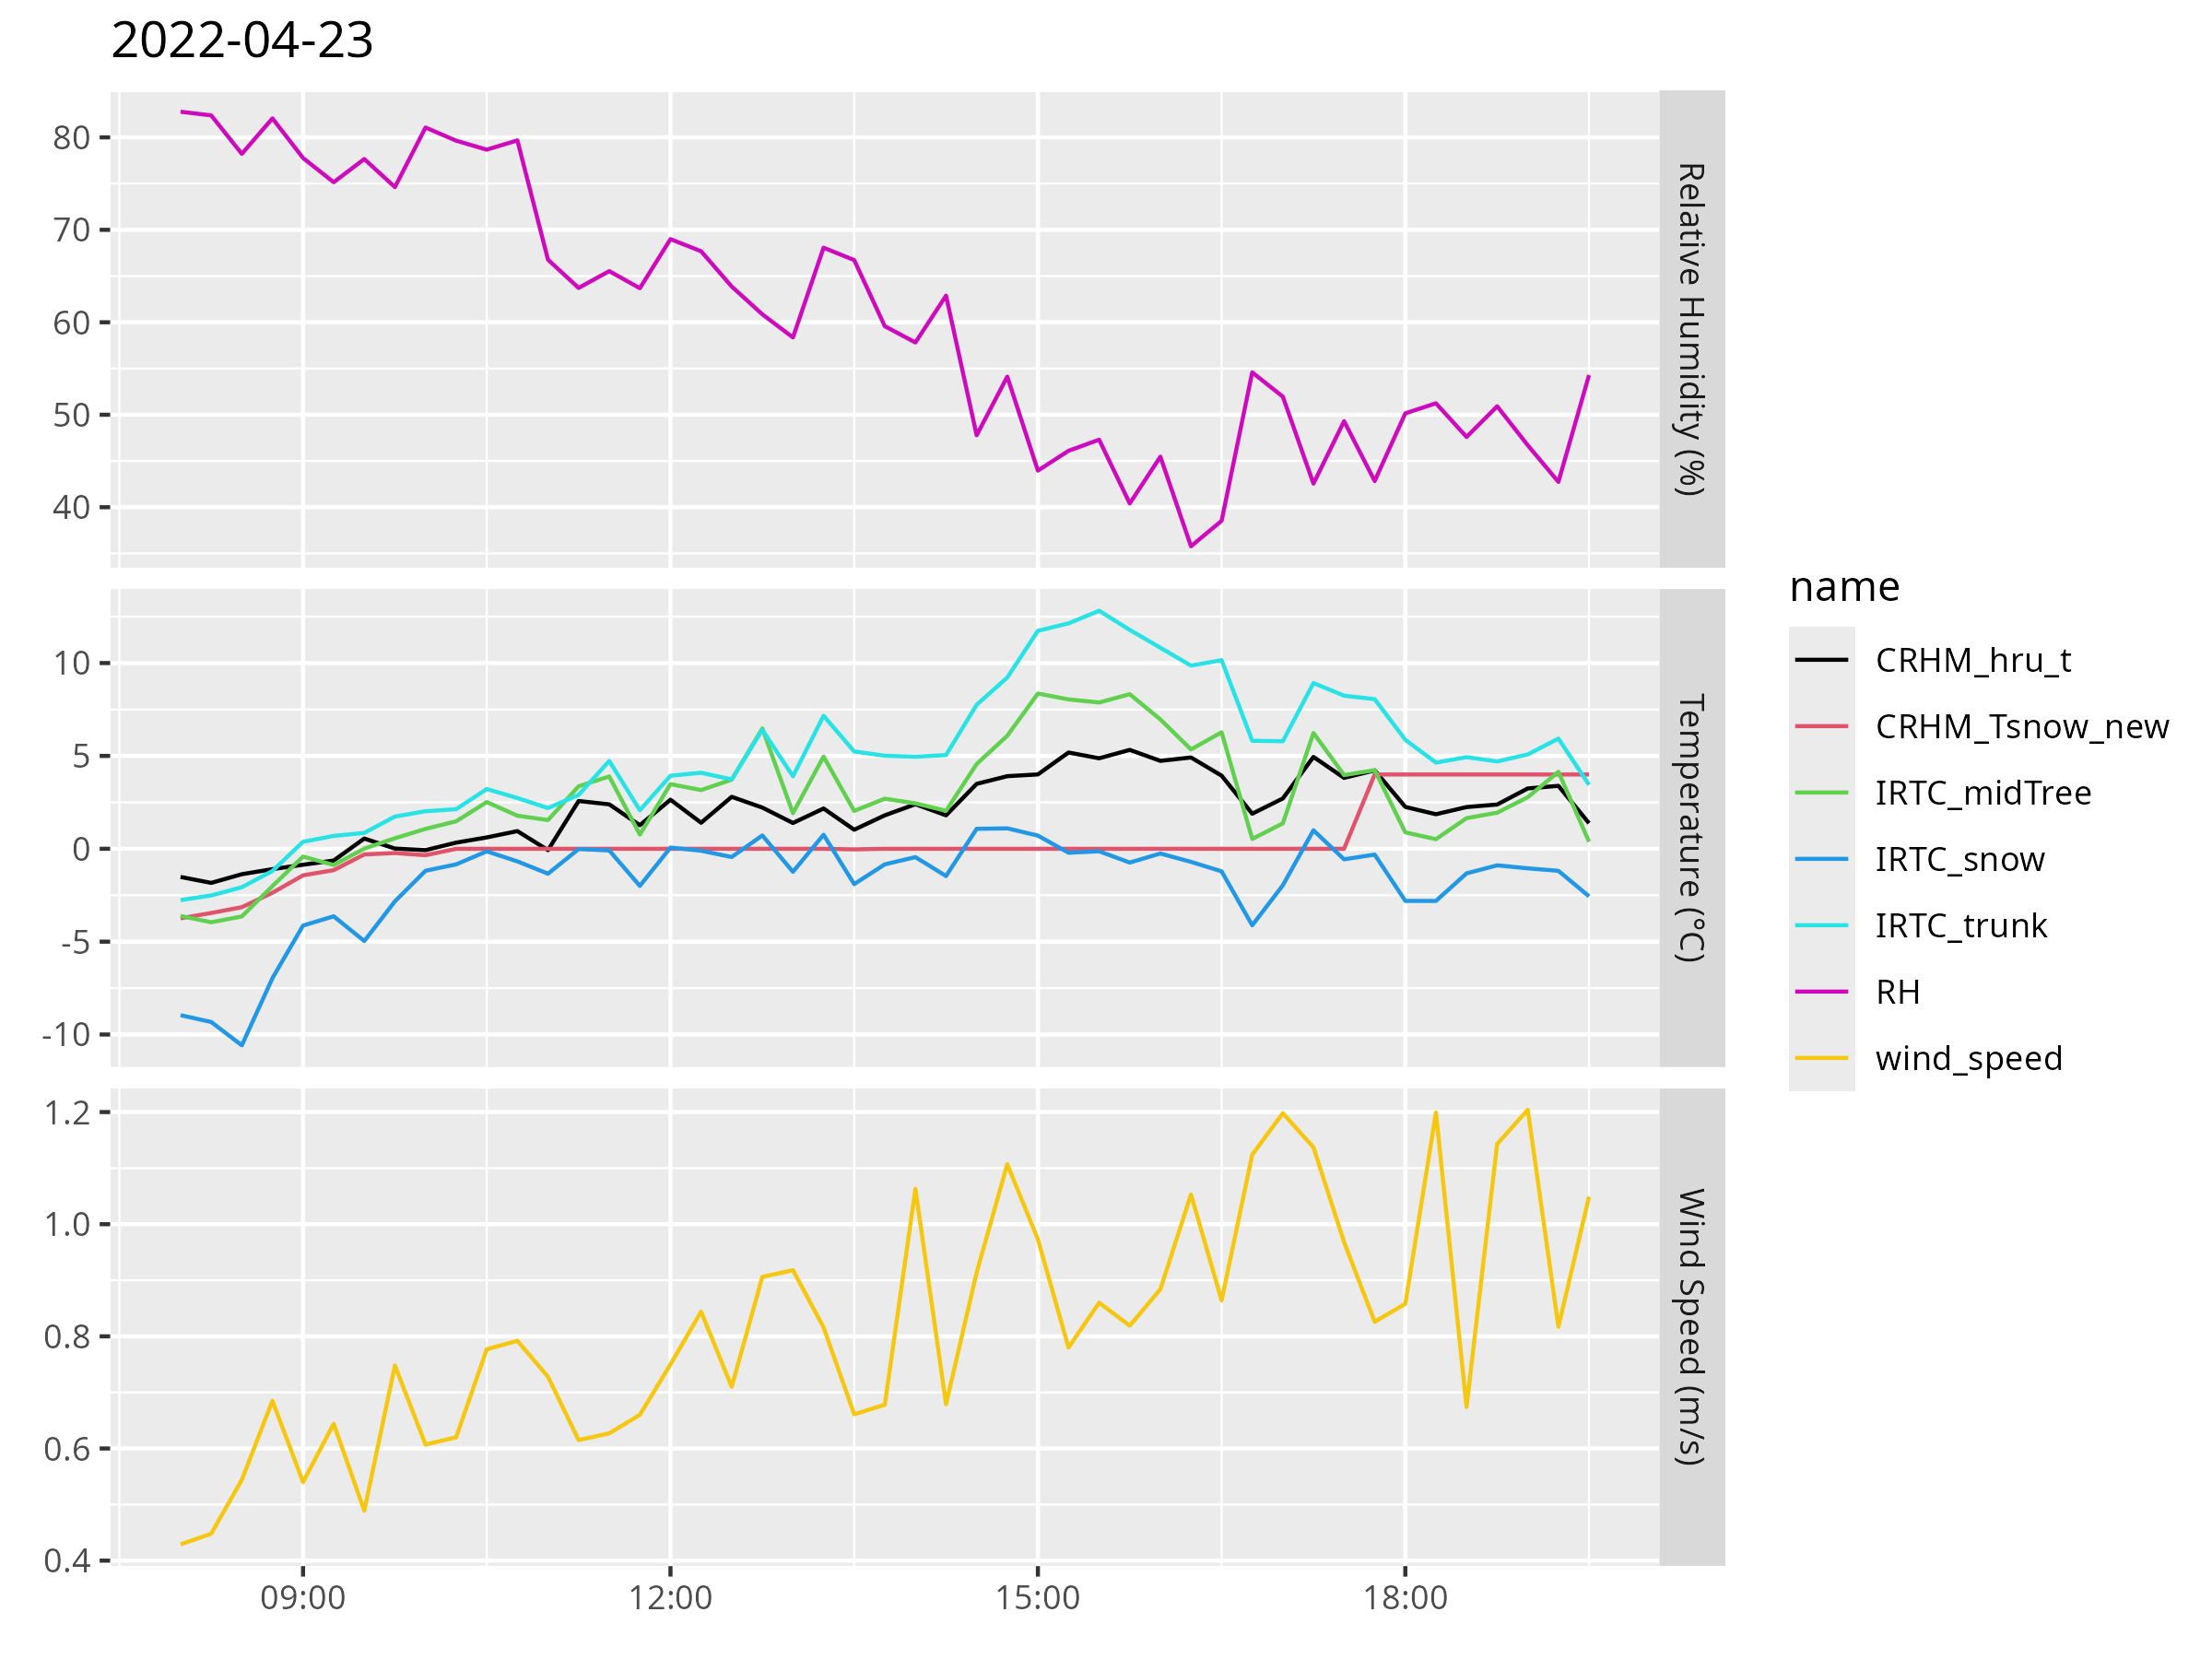 2022-04-23
80
70
60
50
40
Relative Humidity (%)
10
5
0
-5
-10
Temperature (°C)
1.2
1.0
0.8
0.6
0.4
Wind Speed (m/s)
09:00
12:00
15:00
18:00
name
CRHM_hru_t
CRHM_Tsnow_new
IRTC_midTree
IRTC_snow
IRTC_trunk
RH
wind_speed